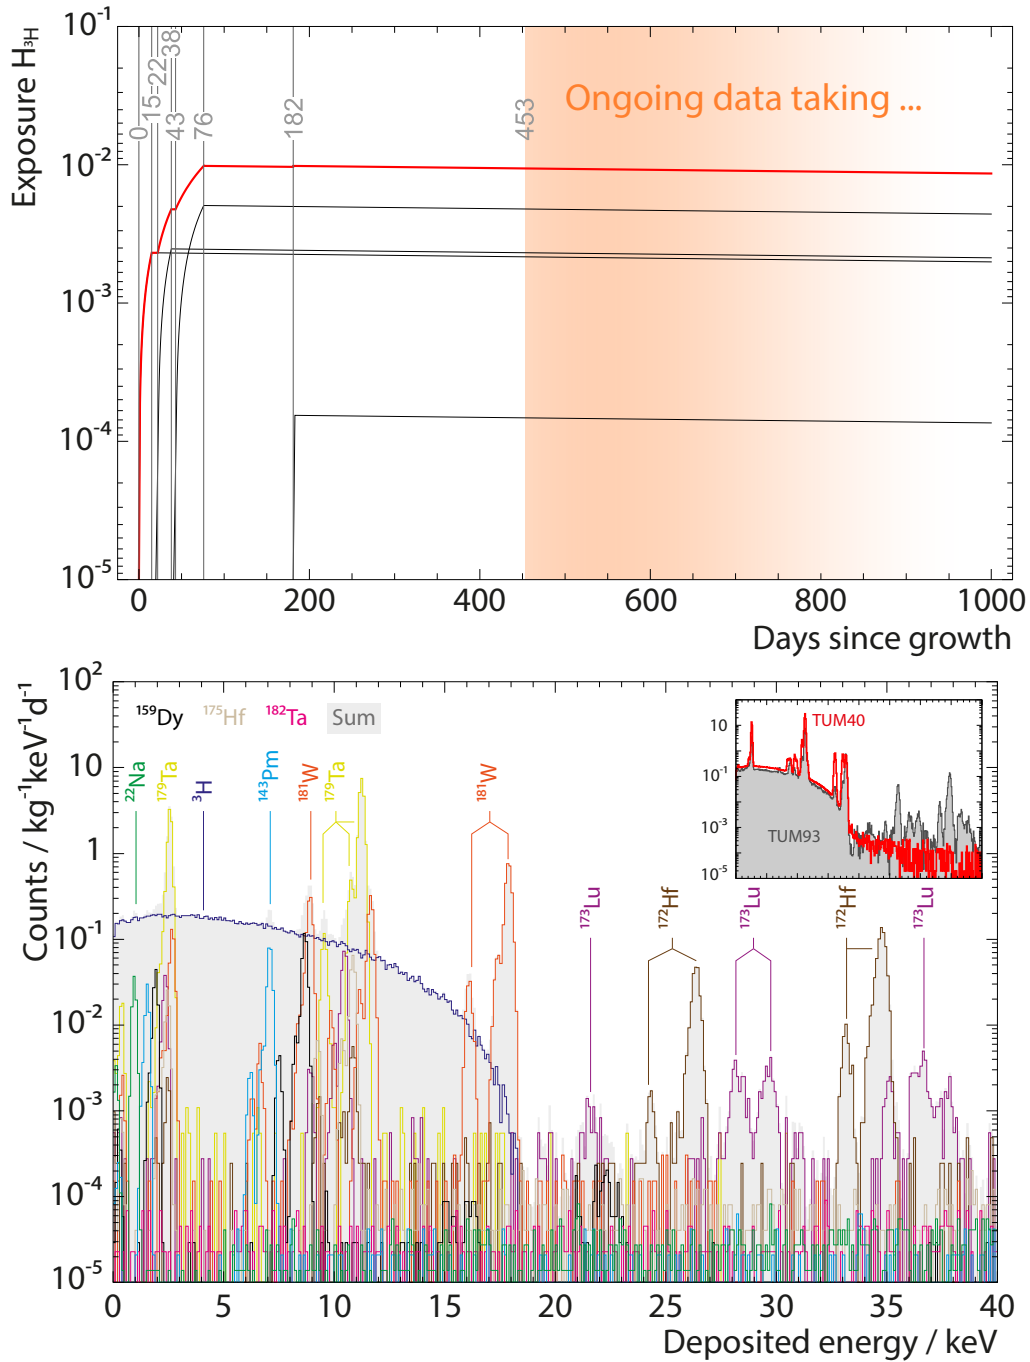 Exposure H³H
10⁻¹
10⁻²
10⁻³
10⁻⁴
10⁻⁵
0
15
22
38
43
76
182
453
Ongoing data taking ...
0 200 400 600 800 1000
Days since growth
Counts / kg⁻¹keV⁻¹d⁻¹
10²
10
1
10⁻¹
10⁻²
10⁻³
10⁻⁴
10⁻⁵
¹⁵⁹Dy ¹⁷⁵Hf ¹⁸²Ta Sum
²²Na
¹⁷⁹Ta
³H
¹⁴³Pm
¹⁸¹W
¹⁷⁹Ta
¹⁸¹W
¹⁷³Lu
¹⁷²Hf
¹⁷³Lu
¹⁷²Hf
¹⁷³Lu
10
10⁻¹
10⁻³
10⁻⁵
TUM40
TUM93
0 5 10 15 20 25 30 35 40
Deposited energy / keV